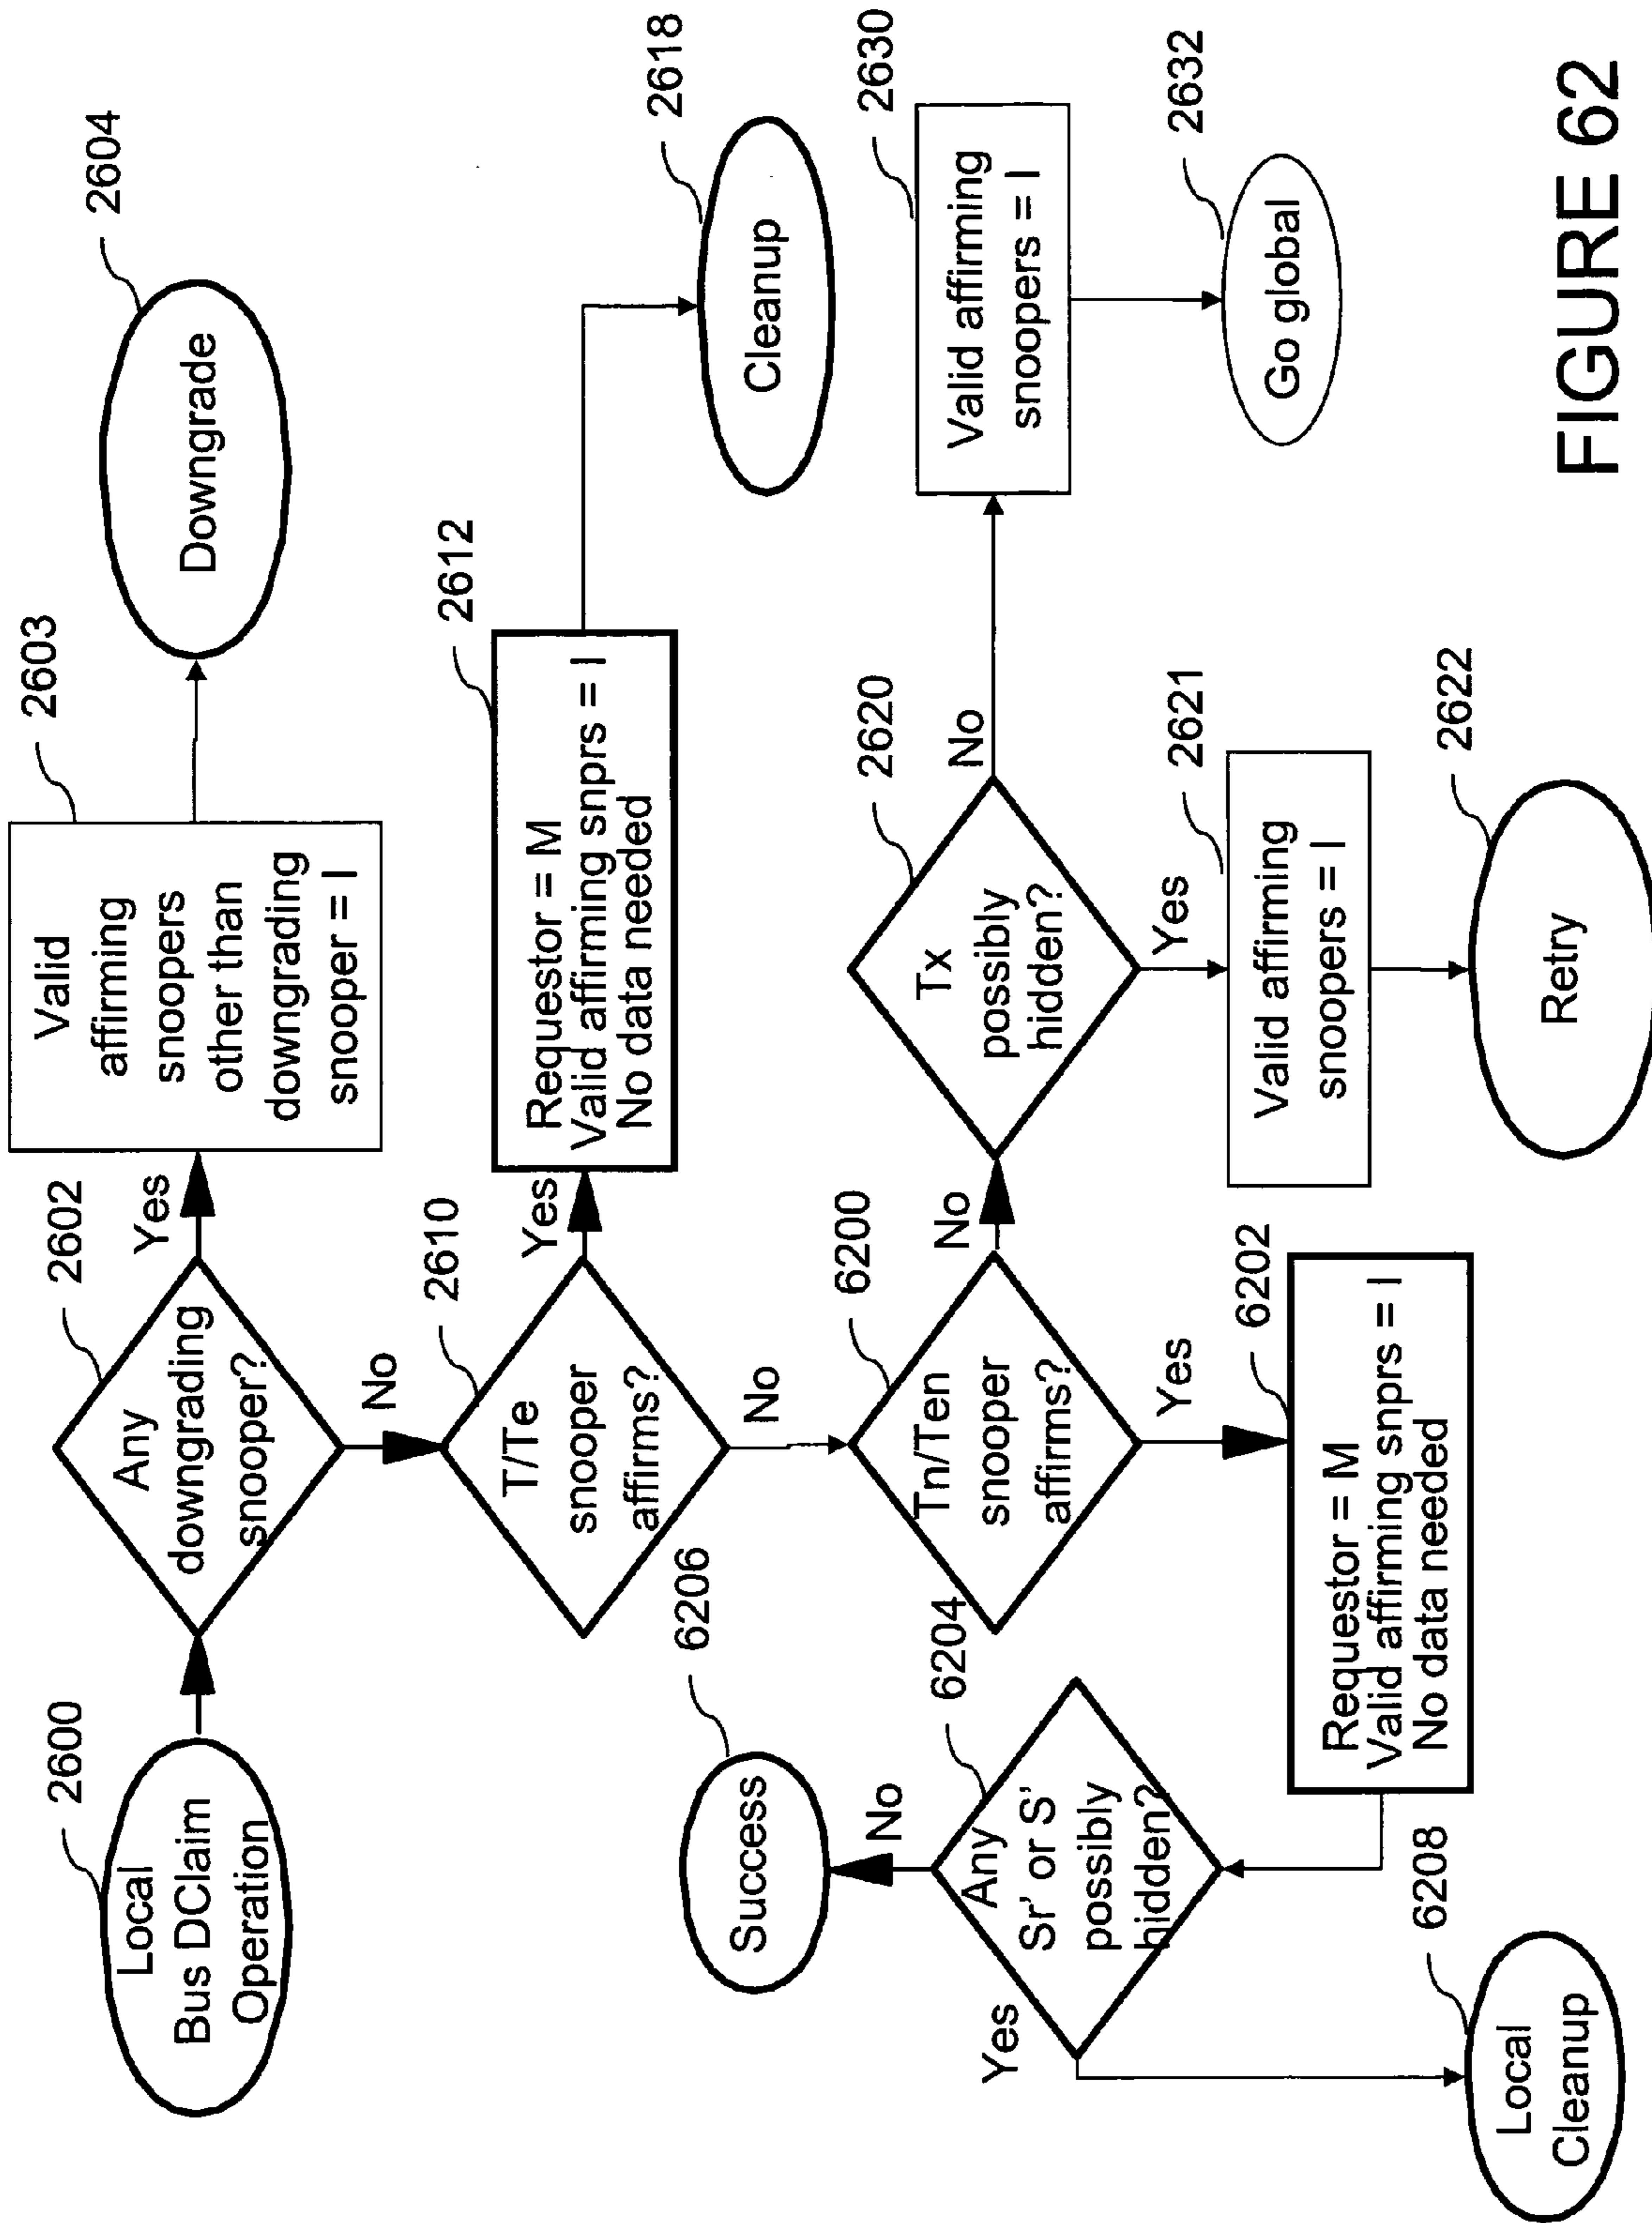 2600
Local
Bus DClaim
Operation
2602
Any
downgrading
snooper?
Yes
No
2603
Valid
affirming
snoopers
other than
downgrading
snooper = I
2604
Downgrade
2610
T/Te
snooper
affirms?
Yes
No
2612
Requestor = M
Valid affirming snprs = I
No data needed
2618
Cleanup
6200
Tn/Ten
snooper
affirms?
No
Yes
2620
Tx
possibly
hidden?
No
Yes
2630
Valid affirming
snoopers = I
2632
Go global
2621
Valid affirming
snoopers = I
2622
Retry
6202
Requestor = M
Valid affirming snprs = I
No data needed
6204
Any
Sr' or S'
possibly
hidden?
No
Yes
6206
Success
6208
Local
Cleanup
FIGURE 62